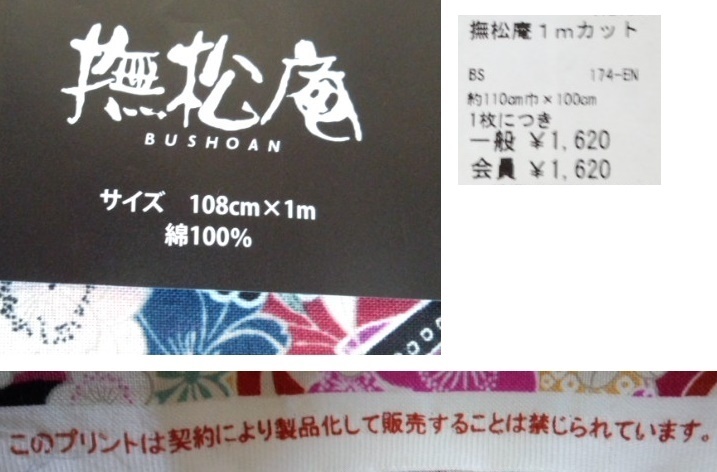 撫松庵
BUSHOAN
サイズ 108cm×1m
綿100%
撫松庵1mカット
BS 174-EN
約110cm巾×100cm
1枚につき
一般 ¥1,620
会員 ¥1,620
このプリントは契約により製品化して販売することは禁じられています。